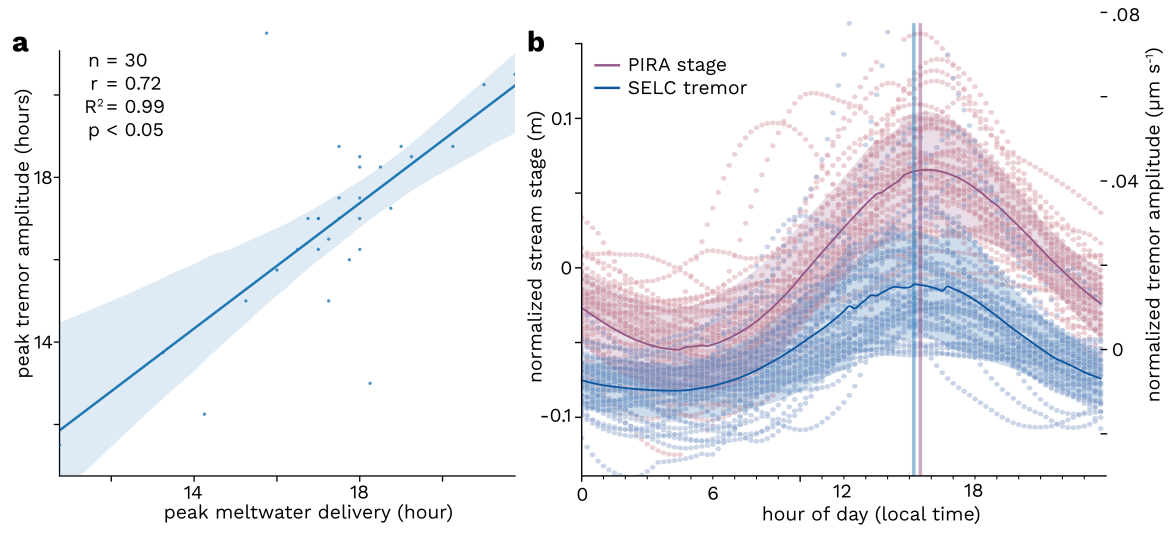 a
n = 30
r = 0.72
R²= 0.99
p < 0.05
peak tremor amplitude (hours)
18
14
14
18
peak meltwater delivery (hour)
b
PIRA stage
SELC tremor
normalized stream stage (m)
0.1
0
−0.1
0
6
12
18
hour of day (local time)
.08
.04
0
normalized tremor amplitude (μm s⁻¹)